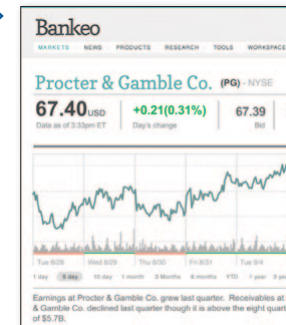 Bankeo
MARKETS NEWS PRODUCTS RESEARCH TOOLS WORKSPACE
Procter & Gamble Co. (PG) - NYSE
67.40 USD +0.21(0.31%) 67.39
Data as of 3:33pm ET Day's change Bid
Tue 8/28 Wed 8/29 Thu 8/30 Fri 8/31 Tue 9/4
1 day 5 day 10 day 1 month 3 Months 6 months YTD 1 year 3 yea
Earnings at Procter & Gamble Co. grew last quarter. Receivables at
& Gamble Co. declined last quarter though it is above the eight quart
of $5.7B.